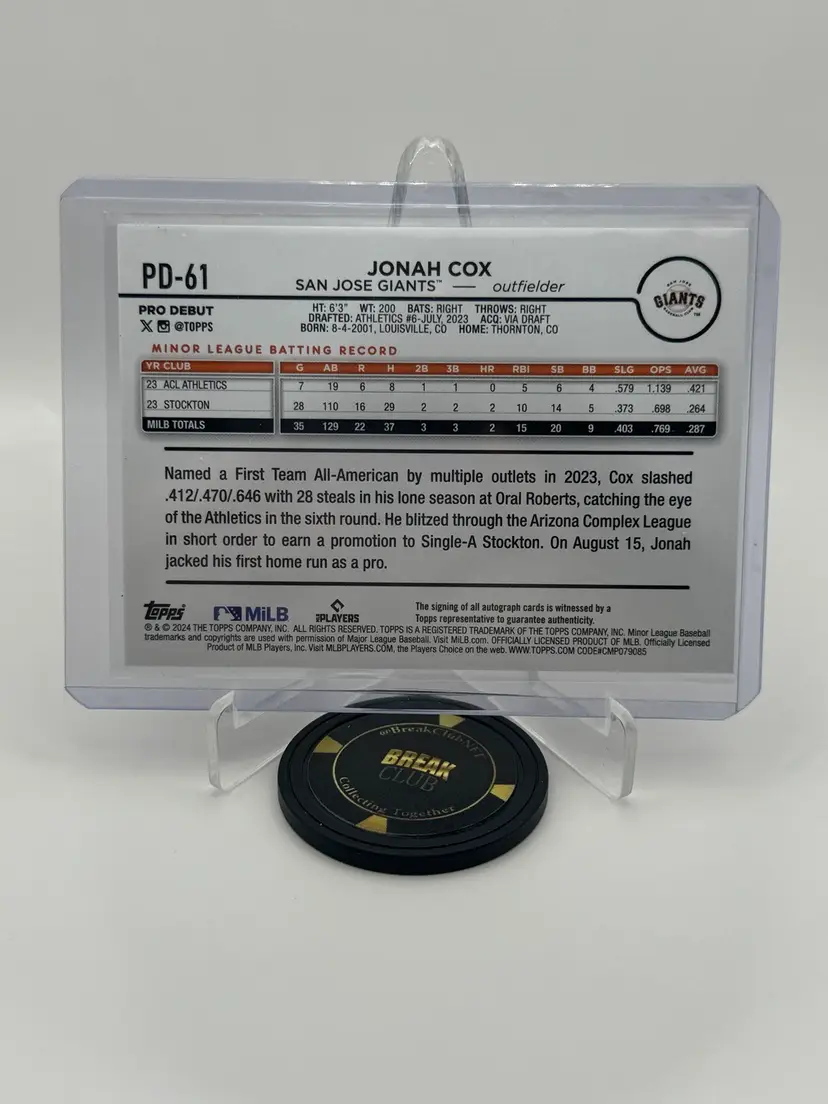 PD-61
JONAH COX
SAN JOSE GIANTS™ — outfielder
SAN JOSE
GIANTS
BASEBALL CLUB
PRO DEBUT
@TOPPS
HT: 6'3" WT: 200 BATS: RIGHT THROWS: RIGHT
DRAFTED: ATHLETICS #6-JULY, 2023 ACQ: VIA DRAFT
BORN: 8-4-2001, LOUISVILLE, CO HOME: THORNTON, CO
MINOR LEAGUE BATTING RECORD
YR CLUB G AB R H 2B 3B HR RBI SB BB SLG OPS AVG
23 ACL ATHLETICS 7 19 6 8 1 1 0 5 6 4 .579 1.139 .421
23 STOCKTON 28 110 16 29 2 2 2 10 14 5 .373 .698 .264
MILB TOTALS 35 129 22 37 3 3 2 15 20 9 .403 .769 .287
Named a First Team All-American by multiple outlets in 2023, Cox slashed
.412/.470/.646 with 28 steals in his lone season at Oral Roberts, catching the eye
of the Athletics in the sixth round. He blitzed through the Arizona Complex League
in short order to earn a promotion to Single-A Stockton. On August 15, Jonah
jacked his first home run as a pro.
Topps MiLB PLAYERS
The signing of all autograph cards is witnessed by a
Topps representative to guarantee authenticity.
® & © 2024 THE TOPPS COMPANY, INC. ALL RIGHTS RESERVED. TOPPS IS A REGISTERED TRADEMARK OF THE TOPPS COMPANY, INC. Minor League Baseball
trademarks and copyrights are used with permission of Major League Baseball. Visit MiLB.com. OFFICIALLY LICENSED PRODUCT OF MLB. Officially Licensed
Product of MLB Players, Inc. Visit MLBPLAYERS.COM, the Players Choice on the web. WWW.TOPPS.COM CODE#CMP079085
BreakClubNFT
BREAK
CLUB
Collecting Together